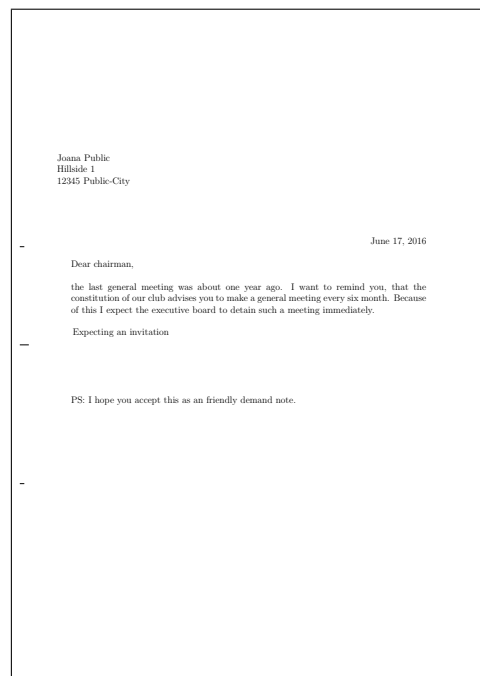 Joana Public
Hillside 1
12345 Public-City
June 17, 2016
Dear chairman,
the last general meeting was about one year ago. I want to remind you, that the
constitution of our club advises you to make a general meeting every six month. Because
of this I expect the executive board to detain such a meeting immediately.
Expecting an invitation
PS: I hope you accept this as an friendly demand note.